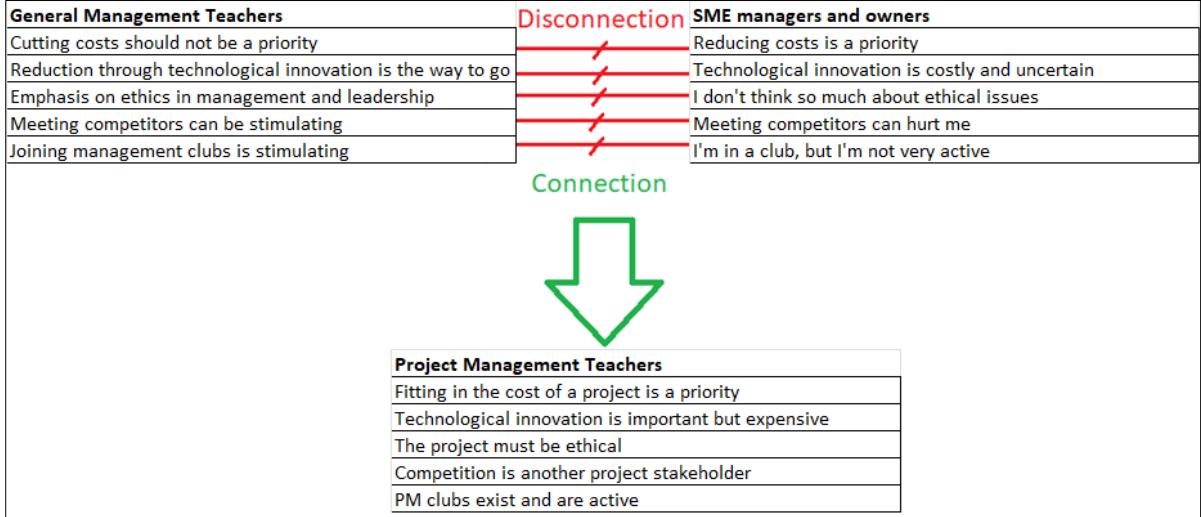 General Management Teachers
Disconnection
SME managers and owners
Cutting costs should not be a priority
Reducing costs is a priority
Reduction through technological innovation is the way to go
Technological innovation is costly and uncertain
Emphasis on ethics in management and leadership
I don't think so much about ethical issues
Meeting competitors can be stimulating
Meeting competitors can hurt me
Joining management clubs is stimulating
I'm in a club, but I'm not very active
Connection
Project Management Teachers
Fitting in the cost of a project is a priority
Technological innovation is important but expensive
The project must be ethical
Competition is another project stakeholder
PM clubs exist and are active